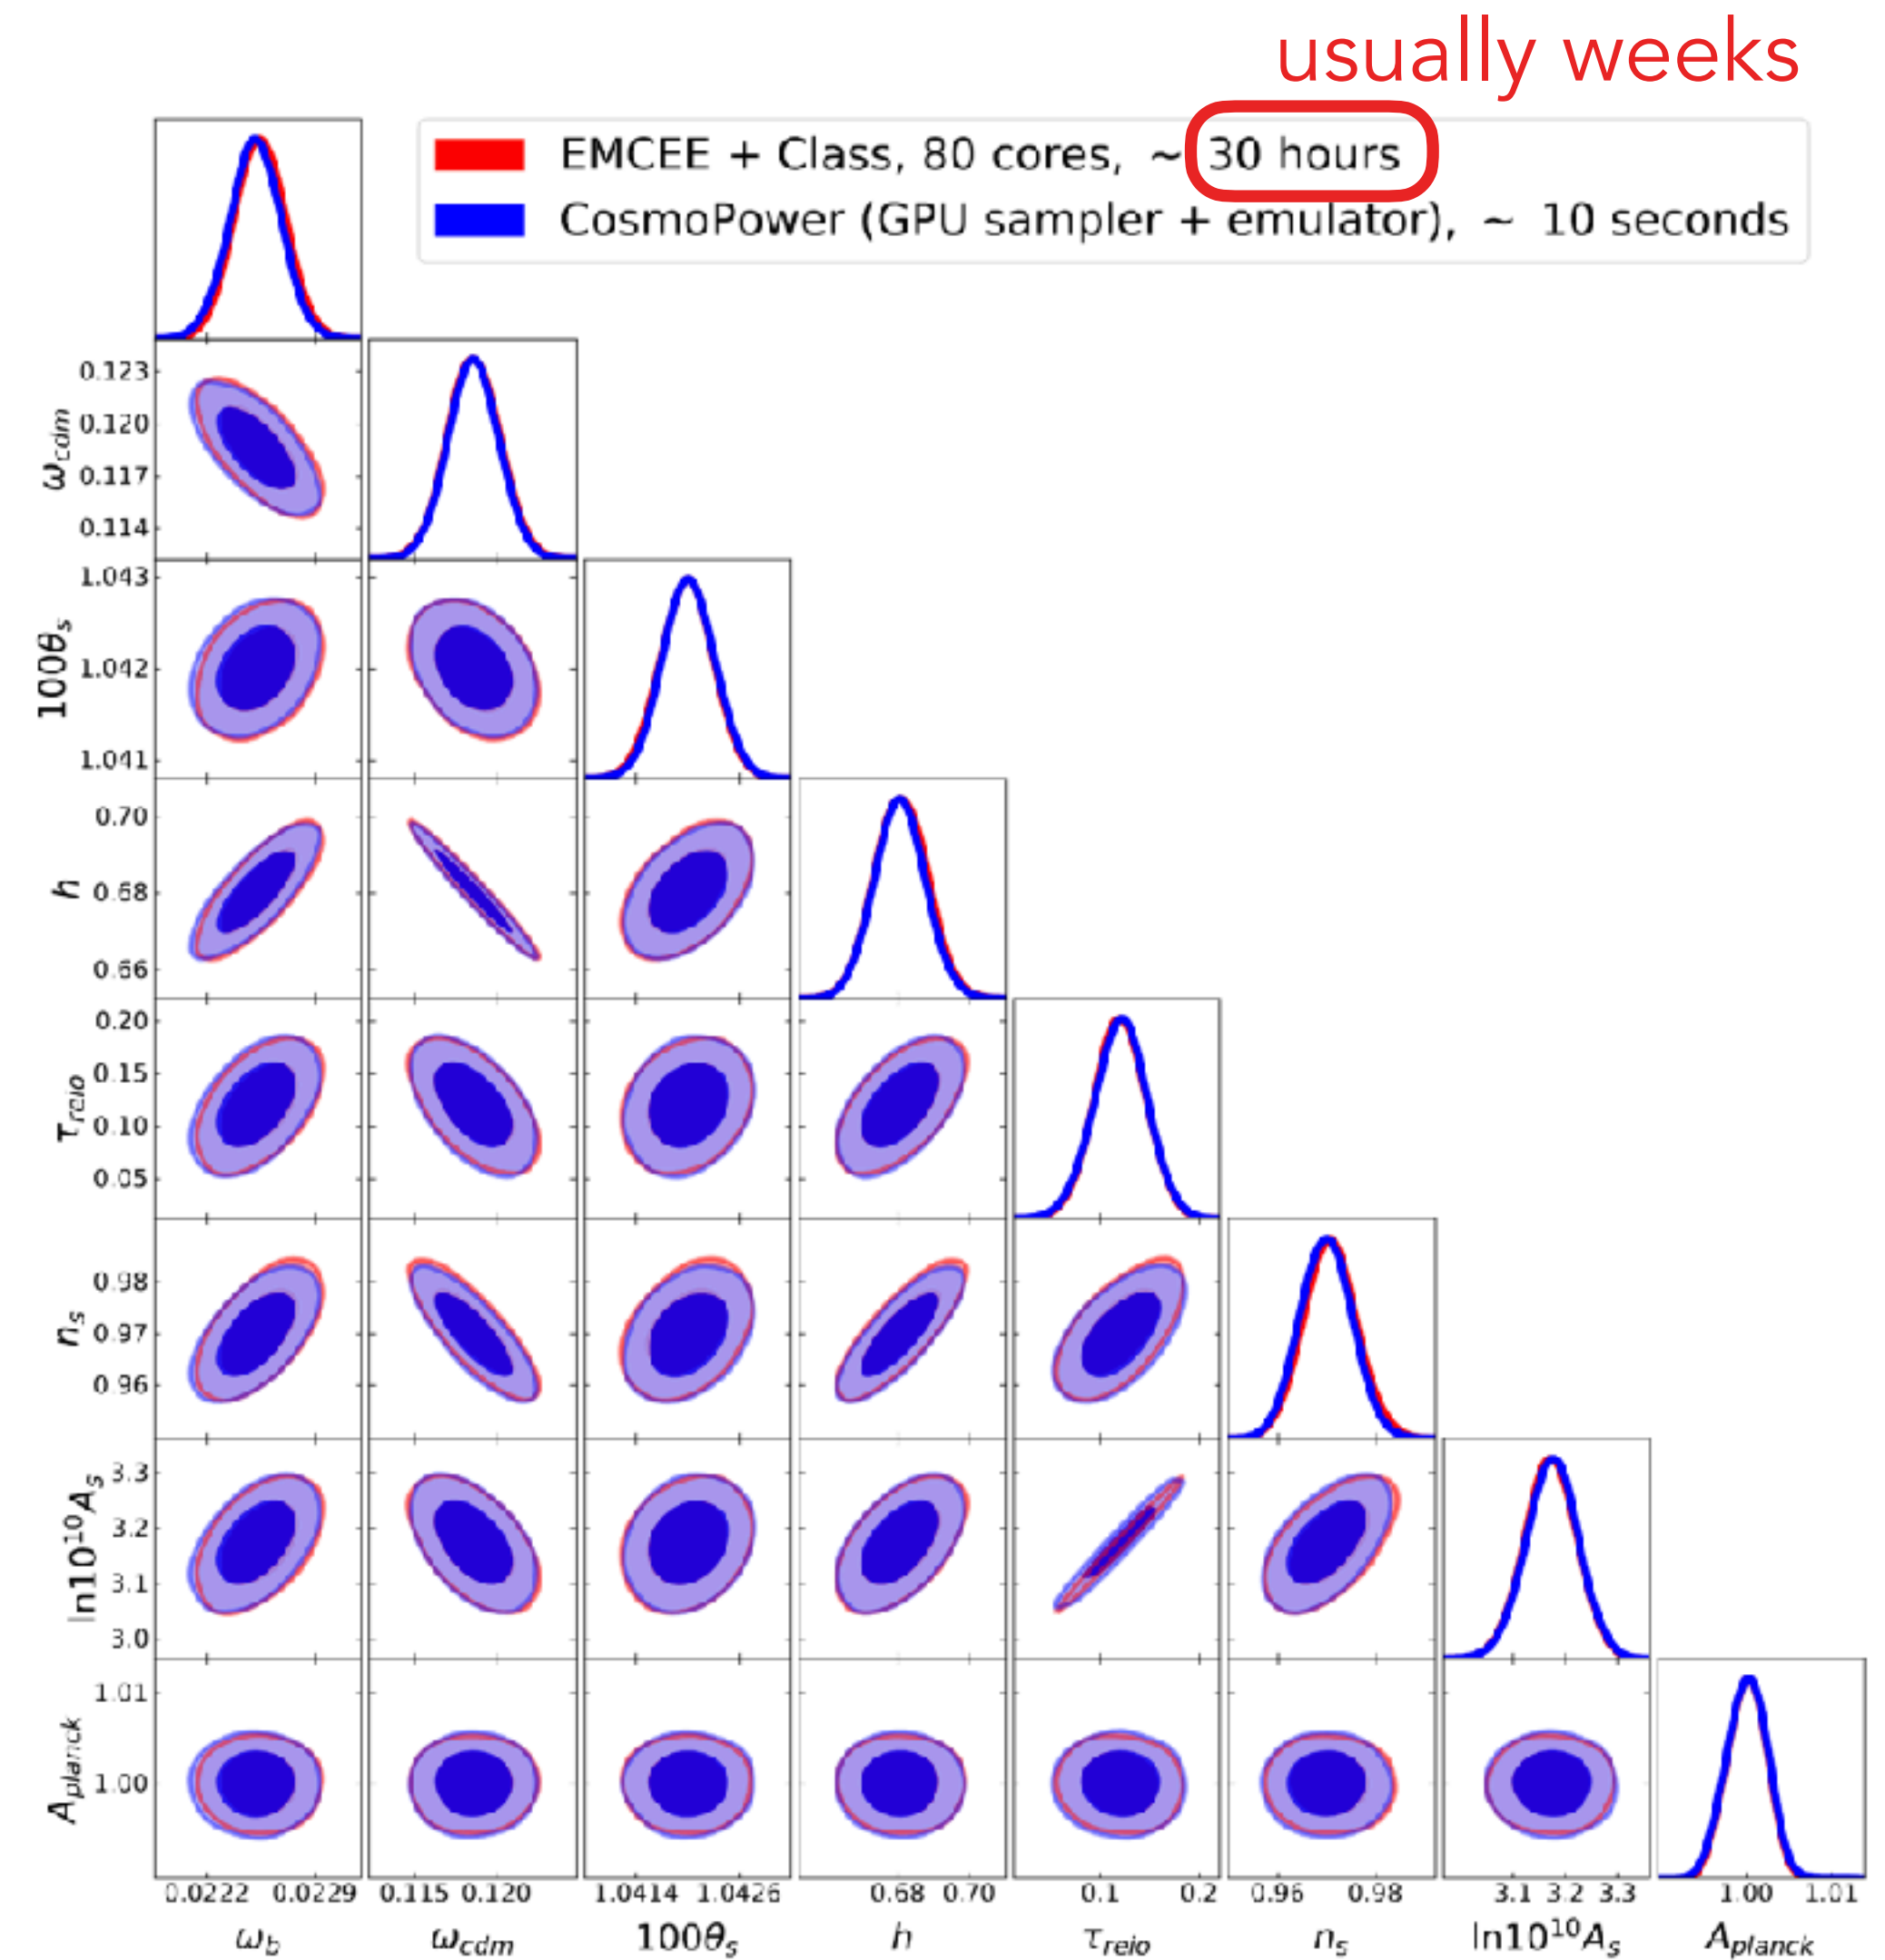 usually weeks
EMCEE + Class, 80 cores, ~ 30 hours
CosmoPower (GPU sampler + emulator), ~ 10 seconds
0.123
0.120
0.117
0.114
ω_cdm
1.043
1.042
1.041
100θ_s
0.70
0.68
0.66
h
0.20
0.15
0.10
0.05
τ_reio
0.98
0.97
0.96
n_s
3.3
3.2
3.1
3.0
ln10¹⁰A_s
1.01
1.00
A_planck
0.0222 0.0229 0.115 0.120 1.0414 1.0426 0.68 0.70 0.1 0.2 0.96 0.98 3.1 3.2 3.3 1.00 1.01
ω_b ω_cdm 100θ_s h τ_reio n_s ln10¹⁰A_s A_planck